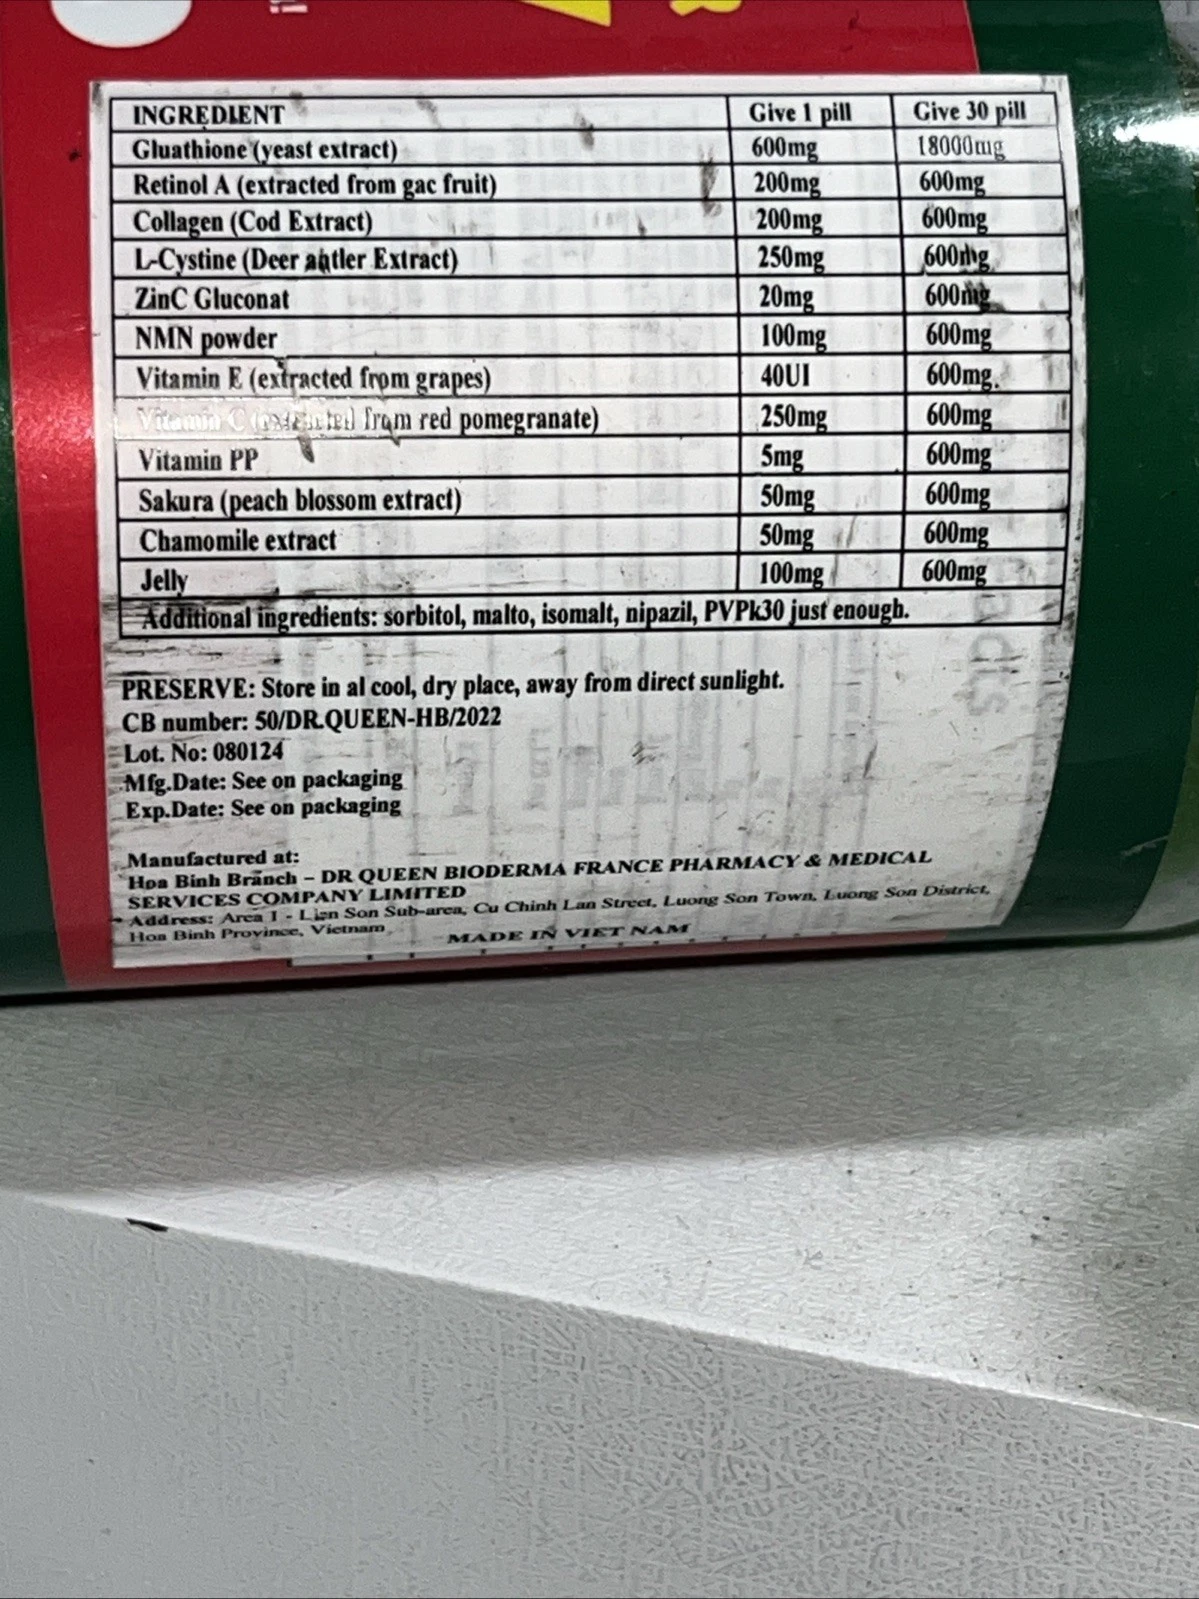 INGREDIENT Give 1 pill Give 30 pill
Gluathione (yeast extract) 600mg 18000mg
Retinol A (extracted from gac fruit) 200mg 600mg
Collagen (Cod Extract) 200mg 600mg
L-Cystine (Deer antler Extract) 250mg 600mg
ZinC Gluconat 20mg 600mg
NMN powder 100mg 600mg
Vitamin E (extracted from grapes) 40UI 600mg.
Vitamin C (extracted from red pomegranate) 250mg 600mg
Vitamin PP 5mg 600mg
Sakura (peach blossom extract) 50mg 600mg
Chamomile extract 50mg 600mg
Jelly 100mg 600mg
Additional ingredients: sorbitol, malto, isomalt, nipazil, PVPk30 just enough.
PRESERVE: Store in al cool, dry place, away from direct sunlight.
CB number: 50/DR.QUEEN-HB/2022
Lot. No: 080124
Mfg.Date: See on packaging
Exp.Date: See on packaging
Manufactured at:
Hoa Binh Branch – DR QUEEN BIODERMA FRANCE PHARMACY & MEDICAL
SERVICES COMPANY LIMITED
Address: Area 1 - Lien Son Sub-area, Cu Chinh Lan Street, Luong Son Town, Luong Son District,
Hoa Binh Province, Vietnam
MADE IN VIET NAM